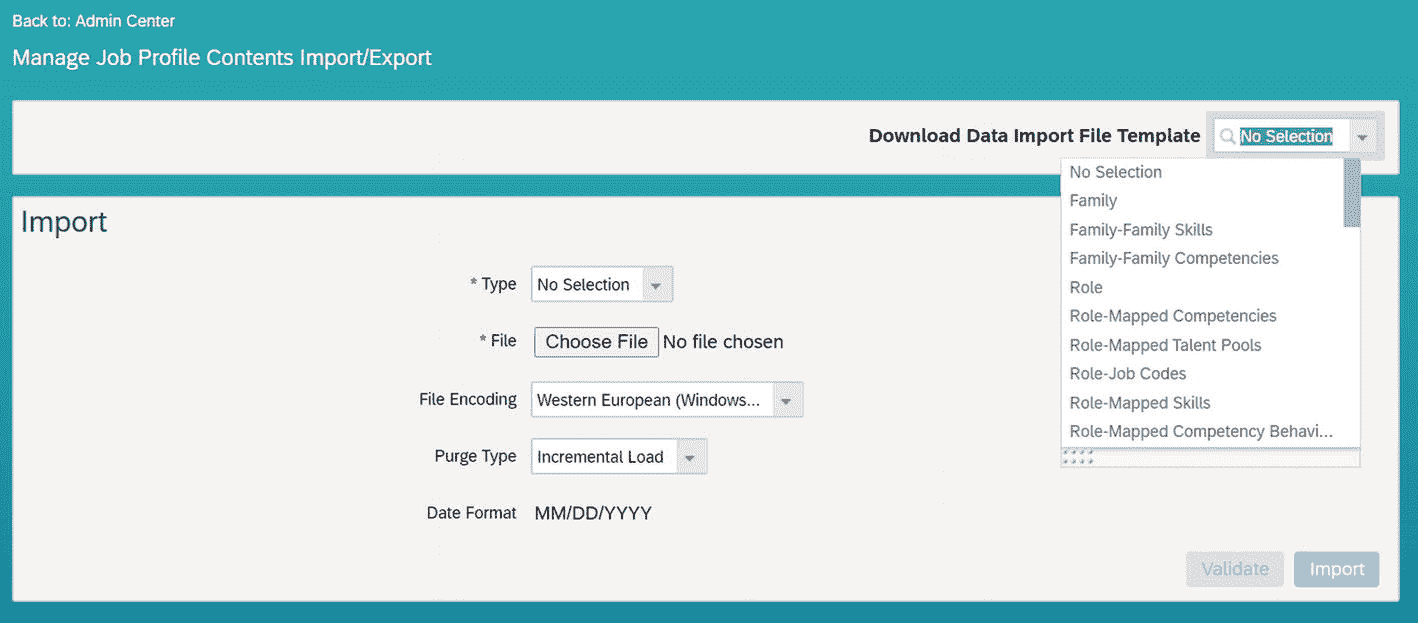 Back to: Admin Center
Manage Job Profile Contents Import/Export
Download Data Import File Template No Selection
No Selection
Family
Family-Family Skills
Family-Family Competencies
Role
Role-Mapped Competencies
Role-Mapped Talent Pools
Role-Job Codes
Role-Mapped Skills
Role-Mapped Competency Behavi...
Import
* Type No Selection
* File Choose File No file chosen
File Encoding Western European (Windows...
Purge Type Incremental Load
Date Format MM/DD/YYYY
Validate Import